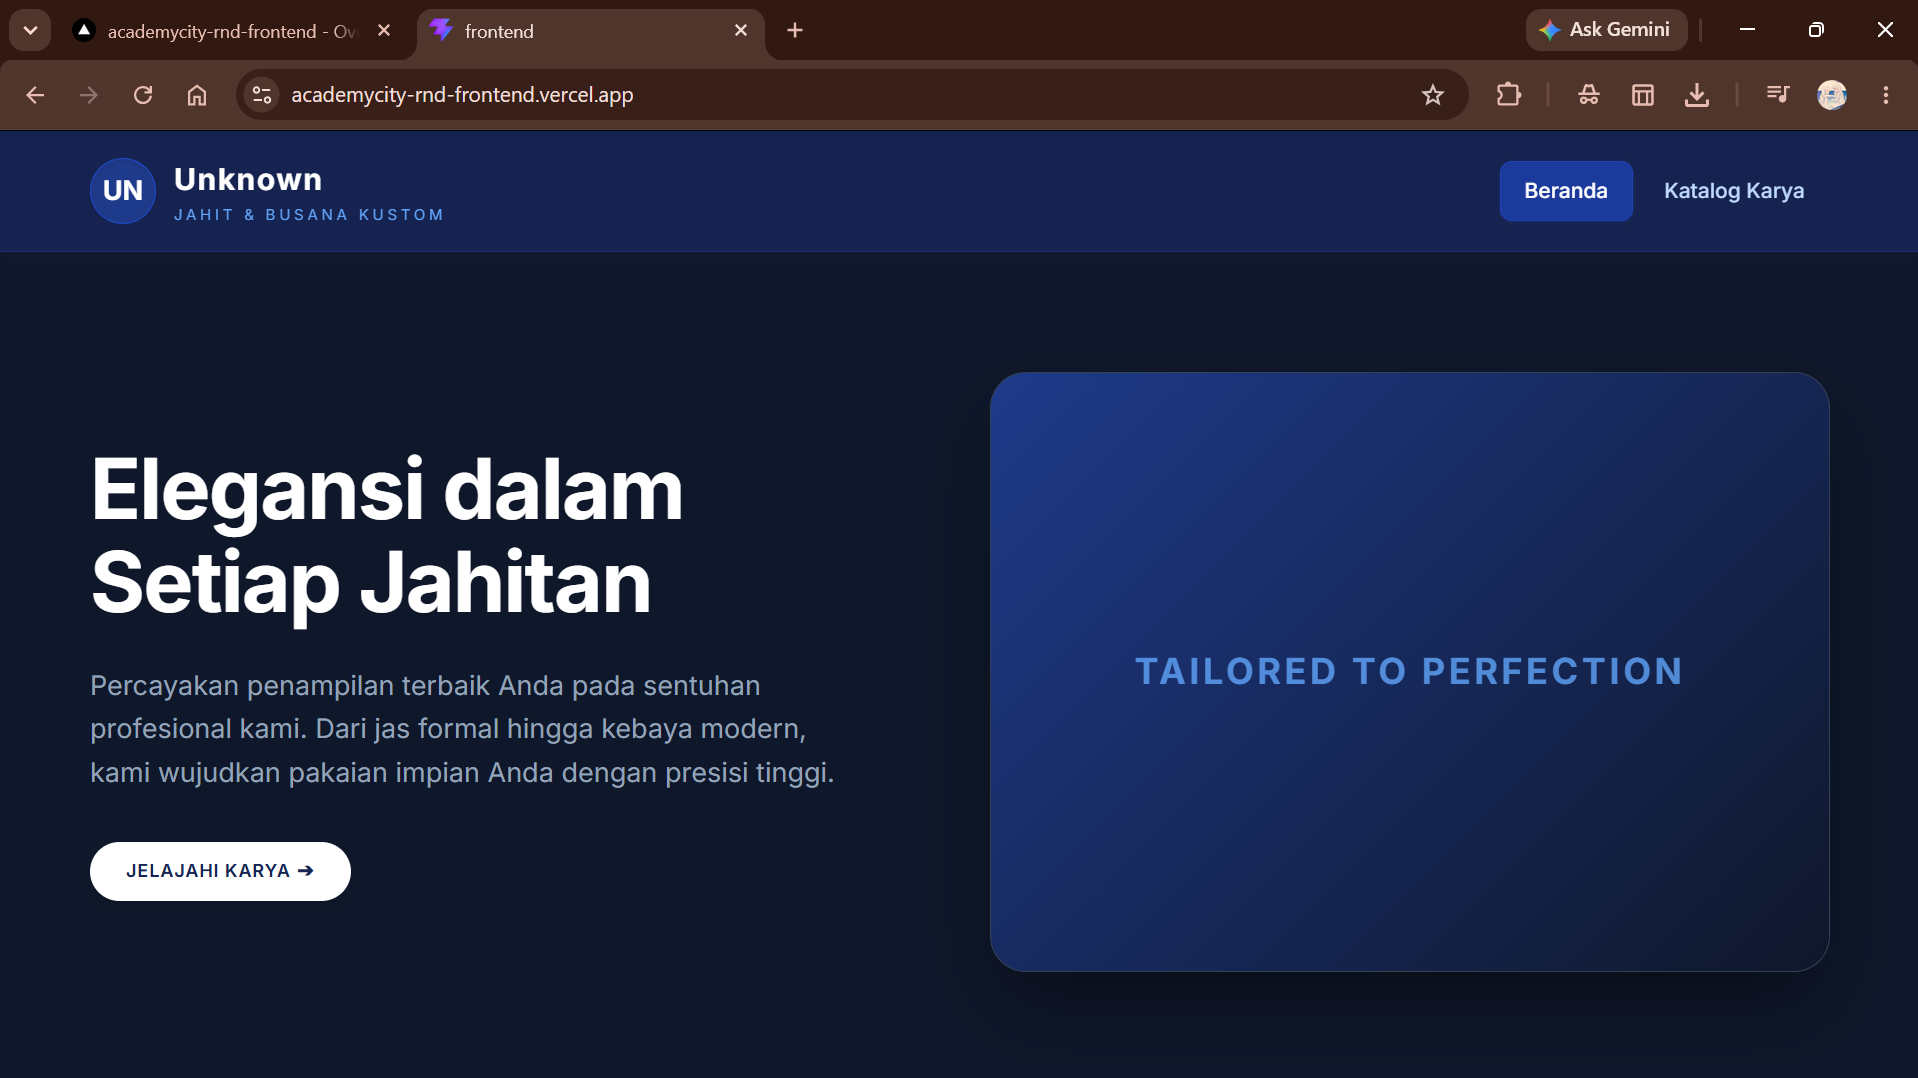 academycity-rnd-frontend - Ov
frontend
Ask Gemini
academycity-rnd-frontend.vercel.app
UN
Unknown
JAHIT & BUSANA KUSTOM
Beranda
Katalog Karya
Elegansi dalam
Setiap Jahitan
Percayakan penampilan terbaik Anda pada sentuhan
profesional kami. Dari jas formal hingga kebaya modern,
kami wujudkan pakaian impian Anda dengan presisi tinggi.
JELAJAHI KARYA ➔
TAILORED TO PERFECTION